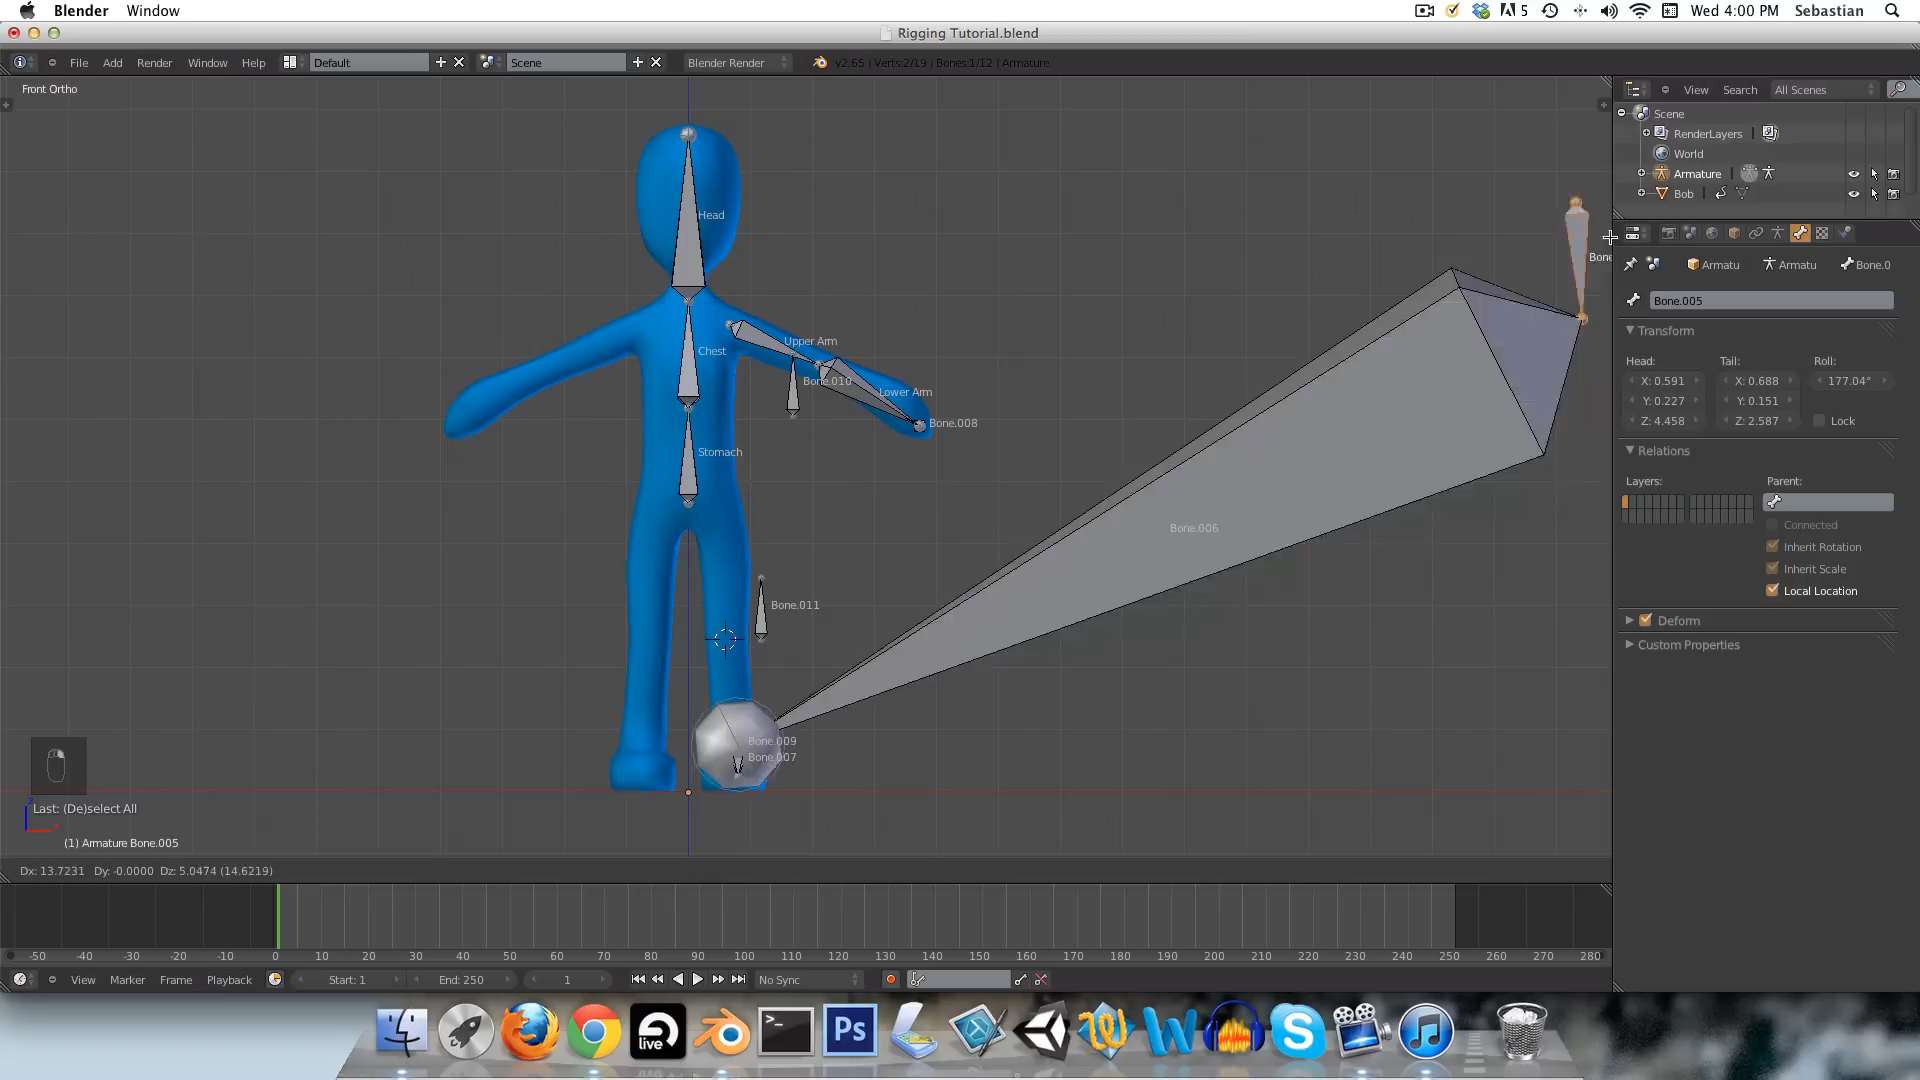 Blender Window 5 Wed 4:00 PM Sebastian
Rigging Tutorial.blend
File Add Render Window Help Default Scene Blender Render v2.65 | Verts:2/19 | Bones:1/12 | Armature
Front Ortho
View Search All Scenes
Scene
RenderLayers
World
Armature
Bob
Head
Bone
Armatu Armatu Bone.0
Bone.005
Transform
Head: Tail: Roll:
X: 0.591 X: 0.688 177.04°
Y: 0.227 Y: 0.151
Z: 4.458 Z: 2.587 Lock
Relations
Layers: Parent:
Connected
Inherit Rotation
Inherit Scale
Local Location
Deform
Custom Properties
Upper Arm
Chest
Bone.010
Lower Arm
Bone.008
Stomach
Bone.006
Bone.011
Bone.009
Bone.007
Last: (De)select All
z
x
(1) Armature Bone.005
Dx: 13.7231 Dy: -0.0000 Dz: 5.0474 (14.6219)
-50 -40 -30 -20 -10 0 10 20 30 40 50 60 70 80 90 100 110 120 130 140 150 160 170 180 190 200 210 220 230 240 250 260 270 280
View Marker Frame Playback Start: 1 End: 250 1 No Sync
live
>_
Ps
W
S